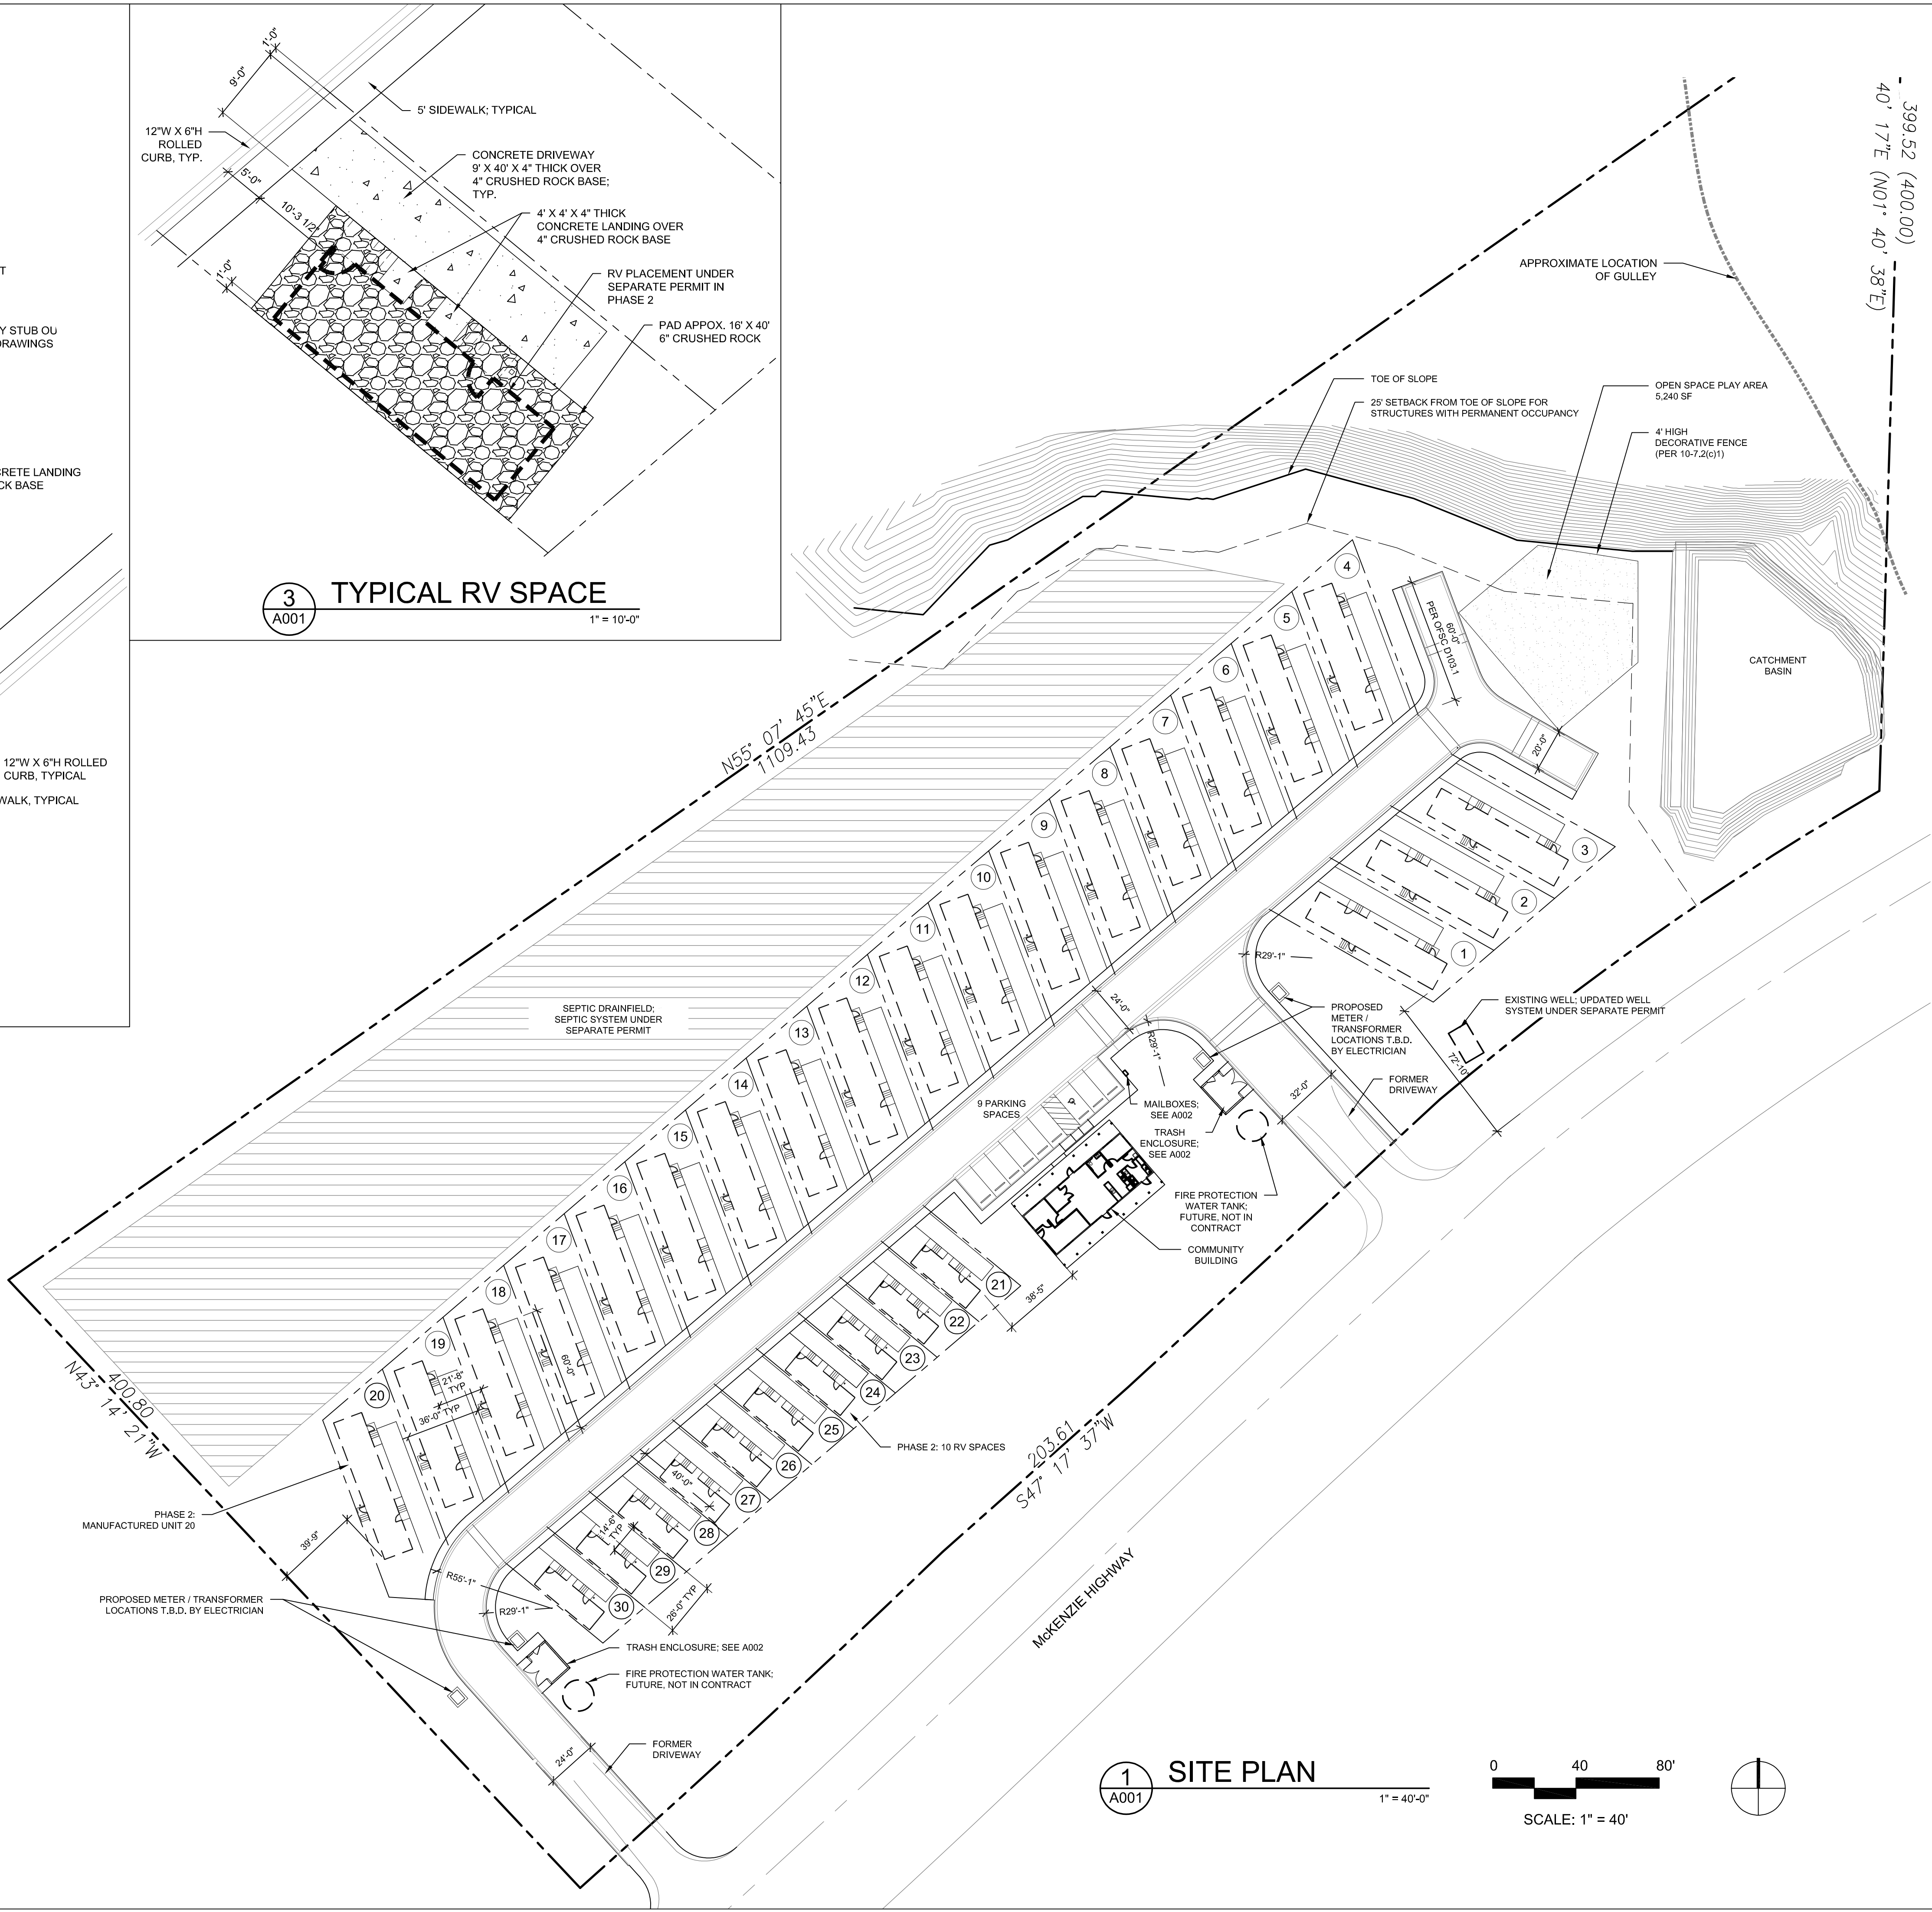 T
Y STUB OU
DRAWINGS
CRETE LANDING
CK BASE
12"W X 6"H ROLLED
CURB, TYPICAL
WALK, TYPICAL
1'-0"
9'-0"
5' SIDEWALK; TYPICAL
12"W X 6"H
ROLLED
CURB, TYP.
CONCRETE DRIVEWAY
9' X 40' X 4" THICK OVER
4" CRUSHED ROCK BASE;
TYP.
5'-0"
10'-3 1/2"
4' X 4' X 4" THICK
CONCRETE LANDING OVER
4" CRUSHED ROCK BASE
1'-0"
RV PLACEMENT UNDER
SEPARATE PERMIT IN
PHASE 2
PAD APPOX. 16' X 40'
6" CRUSHED ROCK
3
A001
TYPICAL RV SPACE
1" = 10'-0"
399.52 (400.00)
40' 17"E (N01° 40' 38"E)
APPROXIMATE LOCATION
OF GULLEY
TOE OF SLOPE
25' SETBACK FROM TOE OF SLOPE FOR
STRUCTURES WITH PERMANENT OCCUPANCY
OPEN SPACE PLAY AREA
5,240 SF
4' HIGH
DECORATIVE FENCE
(PER 10-7.2(c)1)
60'-0"
PER OFSC D103.1
CATCHMENT
BASIN
20'-0"
N55° 07' 45"E
1109.43
4
5
6
7
8
9
10
11
12
13
14
15
16
17
18
19
20
3
2
1
R29'-1"
24'-0"
R29'-1"
PROPOSED
METER /
TRANSFORMER
LOCATIONS T.B.D.
BY ELECTRICIAN
EXISTING WELL; UPDATED WELL
SYSTEM UNDER SEPARATE PERMIT
72'-10"
32'-0"
FORMER
DRIVEWAY
SEPTIC DRAINFIELD;
SEPTIC SYSTEM UNDER
SEPARATE PERMIT
9 PARKING
SPACES
MAILBOXES;
SEE A002
TRASH
ENCLOSURE;
SEE A002
FIRE PROTECTION
WATER TANK;
FUTURE, NOT IN
CONTRACT
COMMUNITY
BUILDING
38'-5"
21
22
23
24
25
26
27
28
29
30
PHASE 2: 10 RV SPACES
60'-0"
21'-8"
TYP
36'-0" TYP
40'-0"
14'-6"
TYP
26'-0" TYP
400.80
N43° 14' 21"W
203.61
S47° 17' 37"W
McKENZIE HIGHWAY
PHASE 2:
MANUFACTURED UNIT 20
39'-9"
R55'-1"
R29'-1"
PROPOSED METER / TRANSFORMER
LOCATIONS T.B.D. BY ELECTRICIAN
TRASH ENCLOSURE; SEE A002
FIRE PROTECTION WATER TANK;
FUTURE, NOT IN CONTRACT
24'-0"
FORMER
DRIVEWAY
1
A001
SITE PLAN
1" = 40'-0"
0 40 80'
SCALE: 1" = 40'